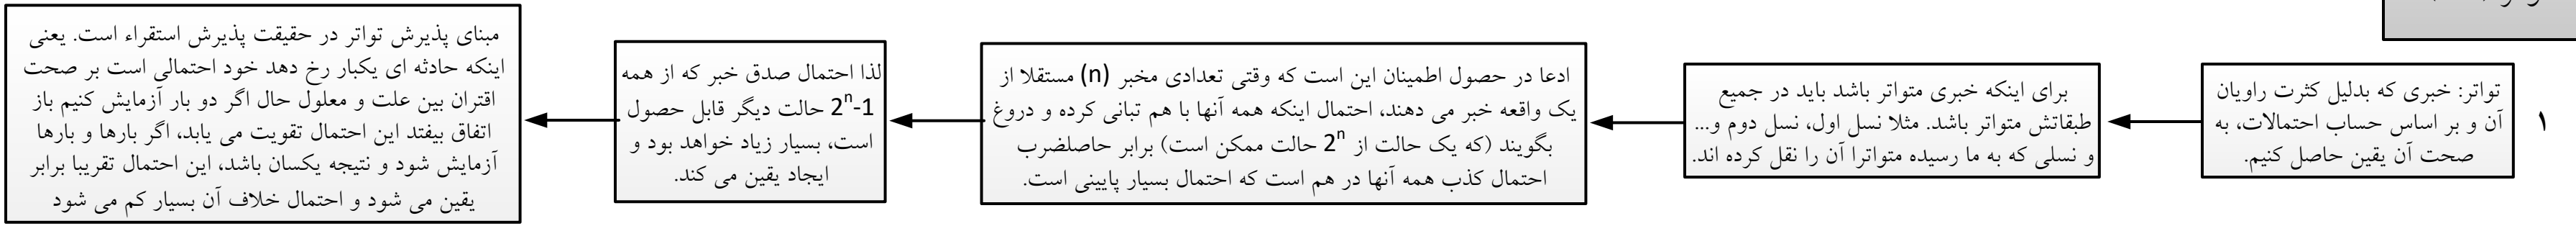 ۱
تواتر: خبری که بدلیل کثرت راویان
آن و بر اساس حساب احتمالات، به
صحت آن یقین حاصل کنیم.
برای اینکه خبری متواتر باشد باید در جمیع
طبقاتش متواتر باشد. مثلا نسل اول، نسل دوم و...
و نسلی که به ما رسیده متواترا آن را نقل کرده اند.
ادعا در حصول اطمینان این است که وقتی تعدادی مخبر (n) مستقلا از
یک واقعه خبر می دهند، احتمال اینکه همه آنها با هم تبانی کرده و دروغ
بگویند (که یک حالت از 2ⁿ حالت ممکن است) برابر حاصلضرب
احتمال کذب همه آنها در هم است که احتمال بسیار پایینی است.
لذا احتمال صدق خبر که از همه
2ⁿ-1 حالت دیگر قابل حصول
است، بسیار زیاد خواهد بود و
ایجاد یقین می کند.
مبنای پذیرش تواتر در حقیقت پذیرش استقراء است. یعنی
اینکه حادثه ای یکبار رخ دهد خود احتمالی است بر صحت
اقتران بین علت و معلول حال اگر دو بار آزمایش کنیم باز
اتفاق بیفتد این احتمال تقویت می یابد، اگر بارها و بارها
آزمایش شود و نتیجه یکسان باشد، این احتمال تقریبا برابر
یقین می شود و احتمال خلاف آن بسیار کم می شود